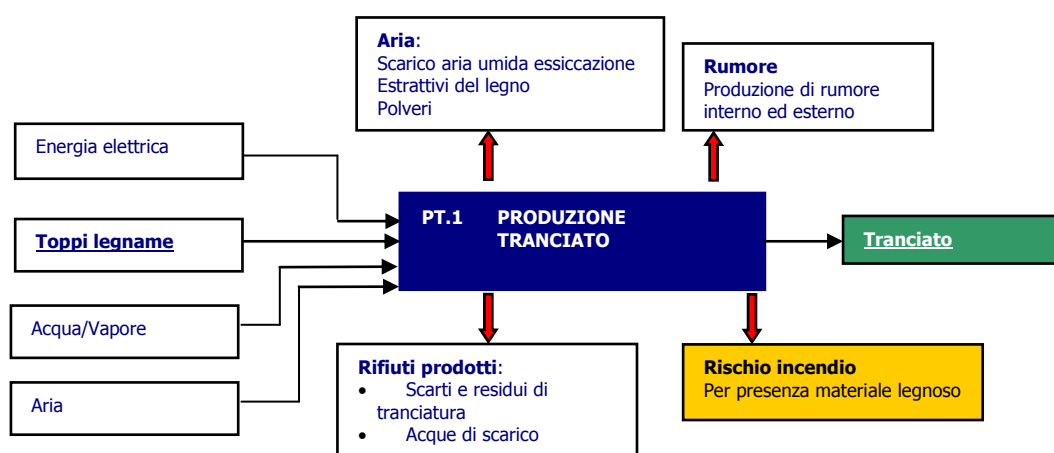 Aria:
Scarico aria umida essiccazione
Estrattivi del legno
Polveri
Rumore
Produzione di rumore
interno ed esterno
Energia elettrica
Toppi legname
Acqua/Vapore
Aria
PT.1 PRODUZIONE
TRANCIATO
Tranciato
Rifiuti prodotti:
• Scarti e residui di
tranciatura
• Acque di scarico
Rischio incendio
Per presenza materiale legnoso